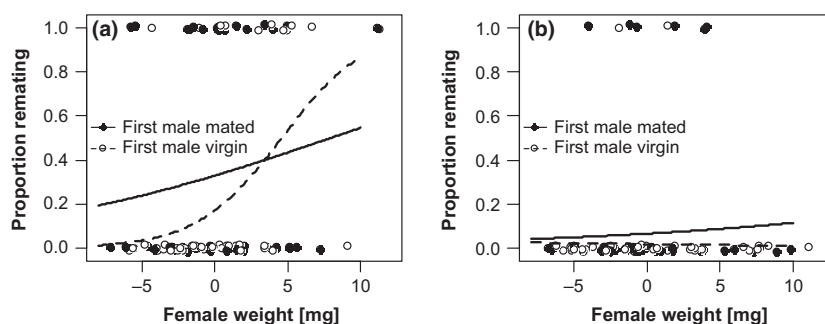 (a)
Proportion remating
1.0
0.8
0.6
0.4
0.2
0.0
First male mated
First male virgin
–5
0
5
10
Female weight [mg]
(b)
Proportion remating
1.0
0.8
0.6
0.4
0.2
0.0
First male mated
First male virgin
–5
0
5
10
Female weight [mg]